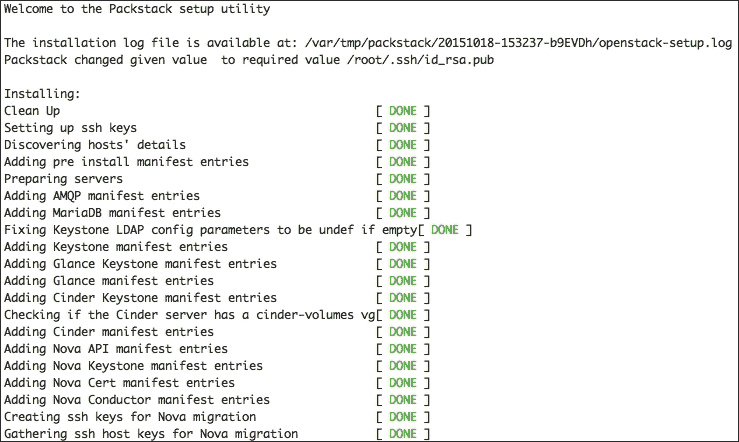 Welcome to the Packstack setup utility
The installation log file is available at: /var/tmp/packstack/20151018-153237-b9EVDh/openstack-setup.log
Packstack changed given value  to required value /root/.ssh/id_rsa.pub
Installing:
Clean Up [ DONE ]
Setting up ssh keys [ DONE ]
Discovering hosts' details [ DONE ]
Adding pre install manifest entries [ DONE ]
Preparing servers [ DONE ]
Adding AMQP manifest entries [ DONE ]
Adding MariaDB manifest entries [ DONE ]
Fixing Keystone LDAP config parameters to be undef if empty[ DONE ]
Adding Keystone manifest entries [ DONE ]
Adding Glance Keystone manifest entries [ DONE ]
Adding Glance manifest entries [ DONE ]
Adding Cinder Keystone manifest entries [ DONE ]
Checking if the Cinder server has a cinder-volumes vg[ DONE ]
Adding Cinder manifest entries [ DONE ]
Adding Nova API manifest entries [ DONE ]
Adding Nova Keystone manifest entries [ DONE ]
Adding Nova Cert manifest entries [ DONE ]
Adding Nova Conductor manifest entries [ DONE ]
Creating ssh keys for Nova migration [ DONE ]
Gathering ssh host keys for Nova migration [ DONE ]